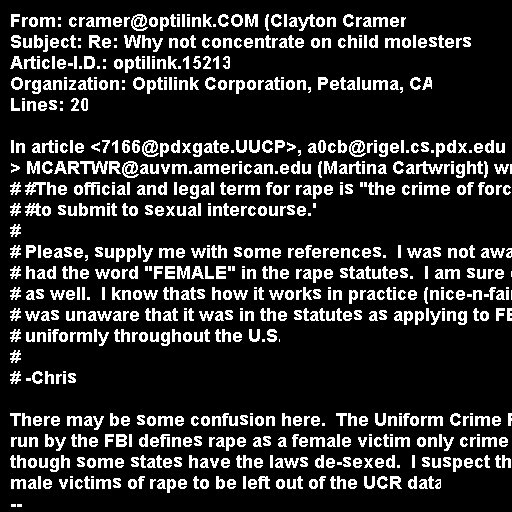 From: cramer@optilink.COM (Clayton Cramer
Subject: Re: Why not concentrate on child molesters
Article-I.D.: optilink.15213
Organization: Optilink Corporation, Petaluma, CA
Lines: 20
In article <7166@pdxgate.UUCP>, a0cb@rigel.cs.pdx.edu
> MCARTWR@auvm.american.edu (Martina Cartwright) wr
# #The official and legal term for rape is "the crime of forc
# #to submit to sexual intercourse."
#
# Please, supply me with some references.  I was not awa
# had the word "FEMALE" in the rape statutes.  I am sure
# as well.  I know thats how it works in practice (nice-n-fai
# was unaware that it was in the statutes as applying to FE
# uniformly throughout the U.S.
#
# -Chris
There may be some confusion here.  The Uniform Crime
run by the FBI defines rape as a female victim only crime
though some states have the laws de-sexed.  I suspect th
male victims of rape to be left out of the UCR data
--